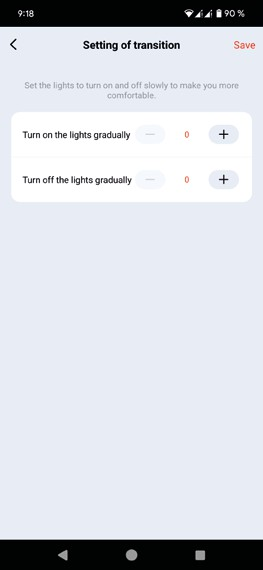 9:18
90 %
Setting of transition
Save
Set the lights to turn on and off slowly to make you more
comfortable.
Turn on the lights gradually
0
Turn off the lights gradually
0